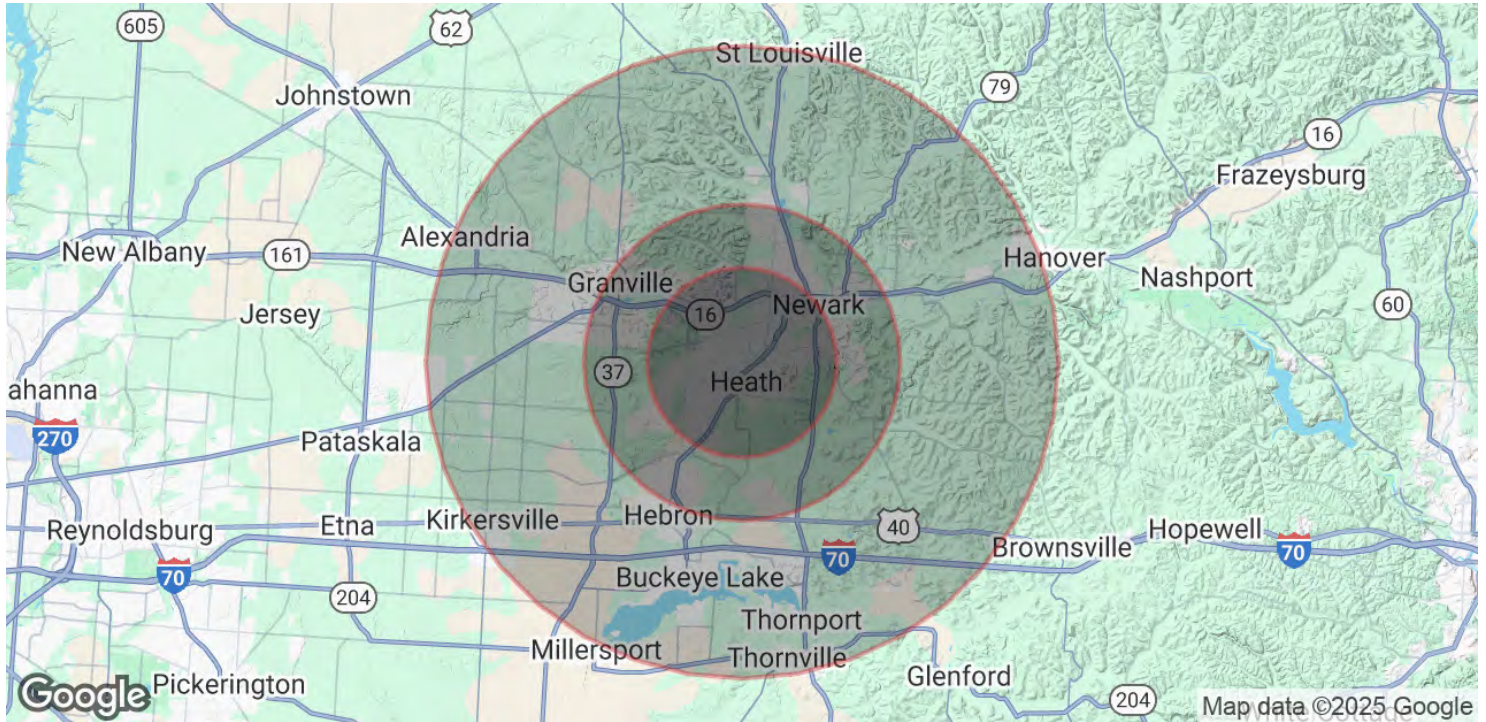 605
62
St Louisville
Johnstown
79
16
Frazeysburg
New Albany
161
Alexandria
Hanover
Granville
Nashport
Jersey
16
Newark
60
37
Heath
ahanna
270
Pataskala
Reynoldsburg
Etna
Kirkersville
Hebron
40
Hopewell
Brownsville
70
70
70
Buckeye Lake
204
Thornport
Millersport
Thornville
Glenford
Google
Pickerington
204
Map data ©2025 Google